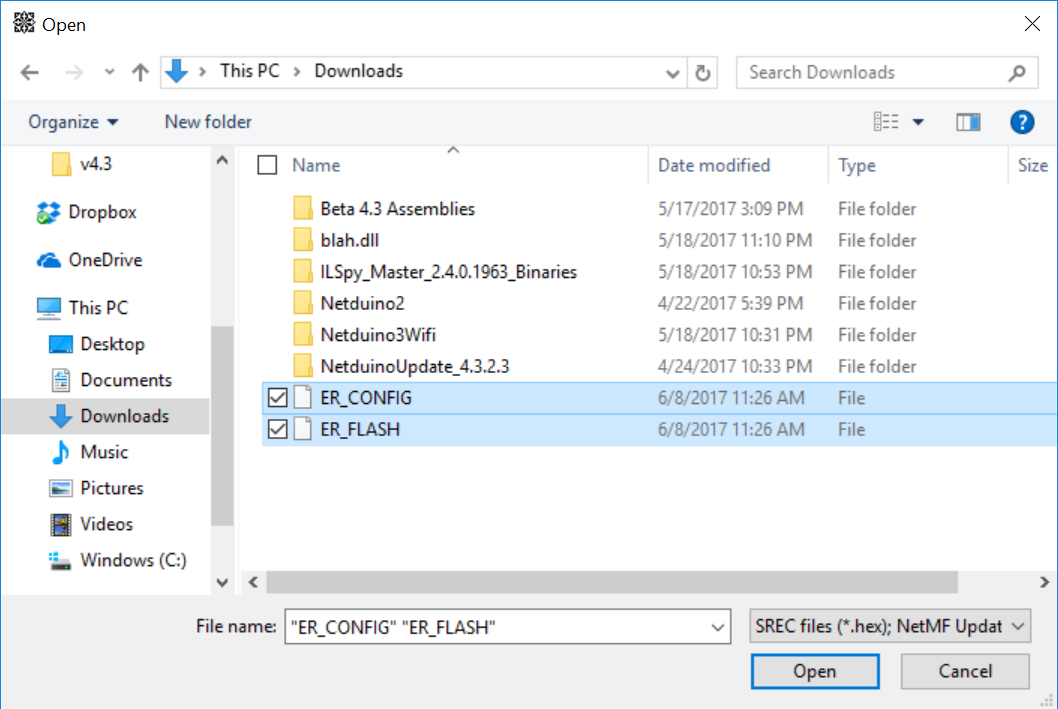 Open
This PC Downloads Search Downloads
Organize New folder
Name Date modified Type Size
v4.3
Dropbox
OneDrive
This PC
Desktop
Documents
Downloads
Music
Pictures
Videos
Windows (C:)
Beta 4.3 Assemblies 5/17/2017 3:09 PM File folder
blah.dll 5/18/2017 11:10 PM File folder
ILSpy_Master_2.4.0.1963_Binaries 5/18/2017 10:53 PM File folder
Netduino2 4/22/2017 5:39 PM File folder
Netduino3Wifi 5/18/2017 10:31 PM File folder
NetduinoUpdate_4.3.2.3 4/24/2017 10:33 PM File folder
ER_CONFIG 6/8/2017 11:26 AM File
ER_FLASH 6/8/2017 11:26 AM File
File name: "ER_CONFIG" "ER_FLASH" SREC files (*.hex); NetMF Updat
Open Cancel